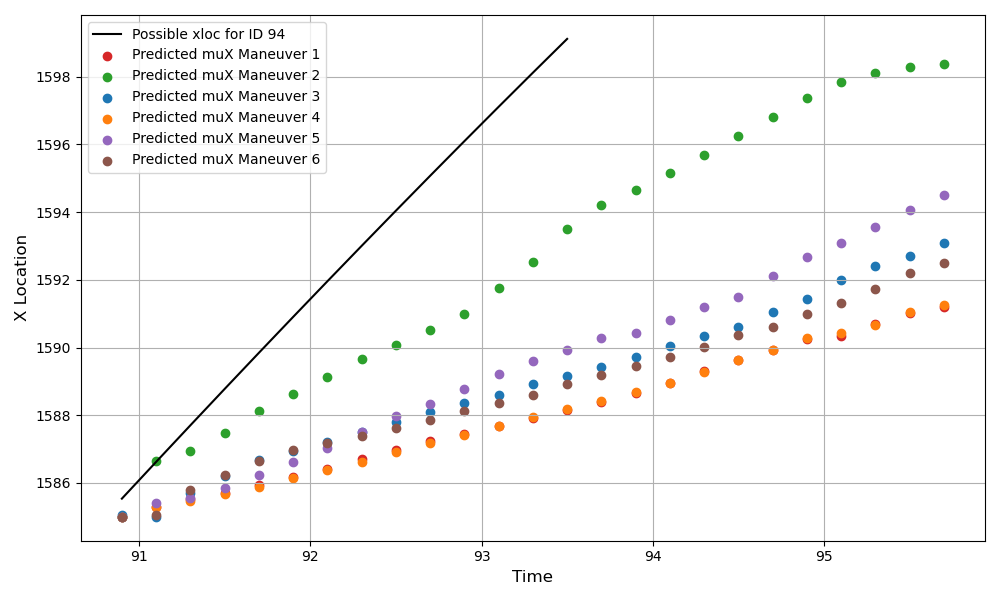 Possible xloc for ID 94
Predicted muX Maneuver 1
Predicted muX Maneuver 2
Predicted muX Maneuver 3
Predicted muX Maneuver 4
Predicted muX Maneuver 5
Predicted muX Maneuver 6
X Location
1598
1596
1594
1592
1590
1588
1586
91 92 93 94 95
Time